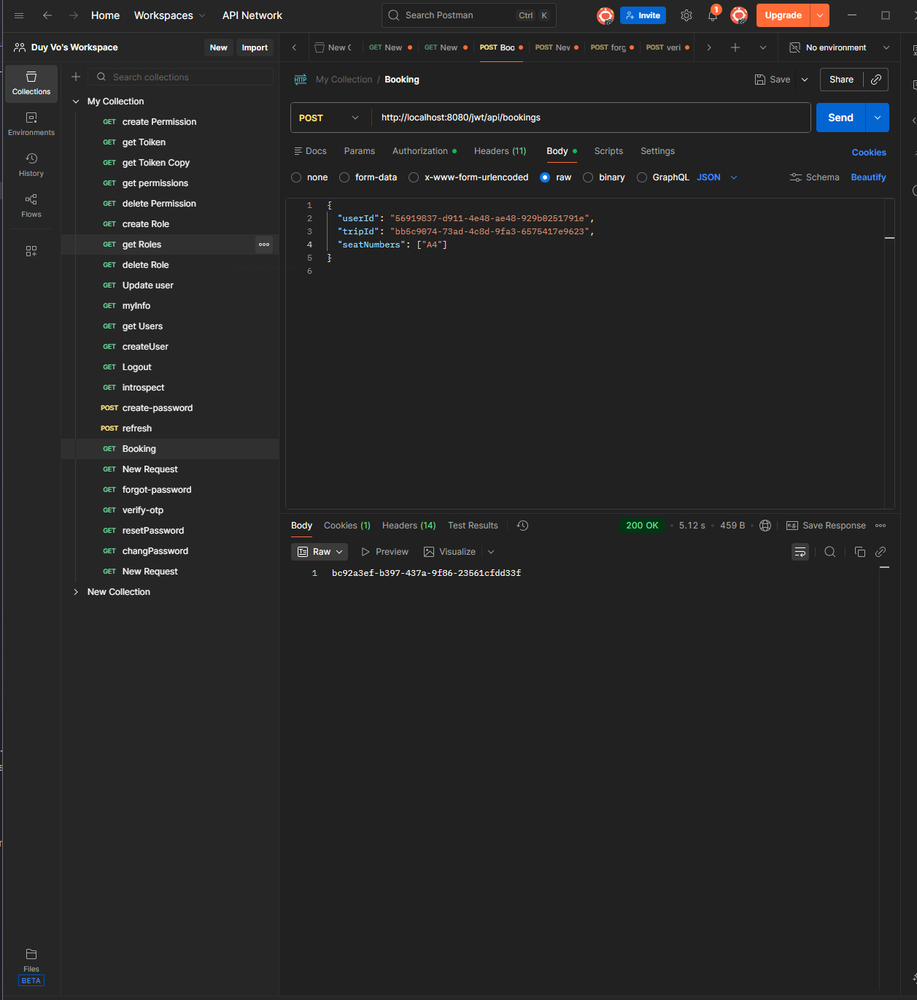 Home Workspaces API Network Search Postman Ctrl K Invite 1 Upgrade
Duy Vo's Workspace New Import
New C GET New GET New POST Boo POST New POST forg POST veri No environment
Collections
Environments
History
Flows
Search collections
My Collection
GET create Permission
GET get Toiken
GET get Toiken Copy
GET get permissions
GET delete Permission
GET create Role
GET get Roles
GET delete Role
GET Update user
GET myInfo
GET get Users
GET createUser
GET Logout
GET introspect
POST create-password
POST refresh
GET Booking
GET New Request
GET forgot-password
GET verify-otp
GET resetPassword
GET changPassword
GET New Request
New Collection
Files
BETA
HTTP My Collection / Booking Save Share
POST http://localhost:8080/jwt/api/bookings Send
Docs Params Authorization Headers (11) Body Scripts Settings Cookies
none form-data x-www-form-urlencoded raw binary GraphQL JSON Schema Beautify
1 {
2 "userId": "56919837-d911-4e48-ae48-929b0251791e",
3 "tripId": "bb5c9074-73ad-4c8d-9fa3-6575417e9623",
4 "seatNumbers": ["A4"]
5 }
6
Body Cookies (1) Headers (14) Test Results 200 OK • 5.12 s • 459 B • e.g. Save Response
Raw Preview Visualize
1 bc92a3ef-b397-437a-9f86-23561cfdd33f